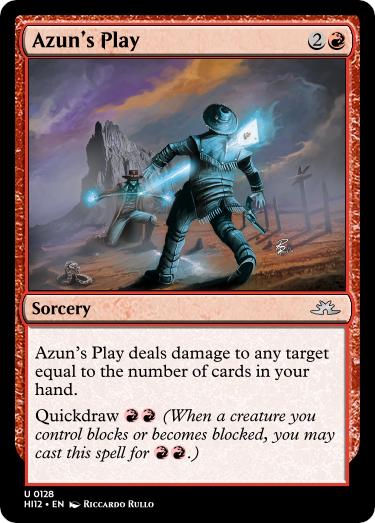 Azun's Play 2
Sorcery
Azun's Play deals damage to any target
equal to the number of cards in your
hand.
Quickdraw (When a creature you
control blocks or becomes blocked, you may
cast this spell for .)
U 0128
HI12 • EN Riccardo Rullo